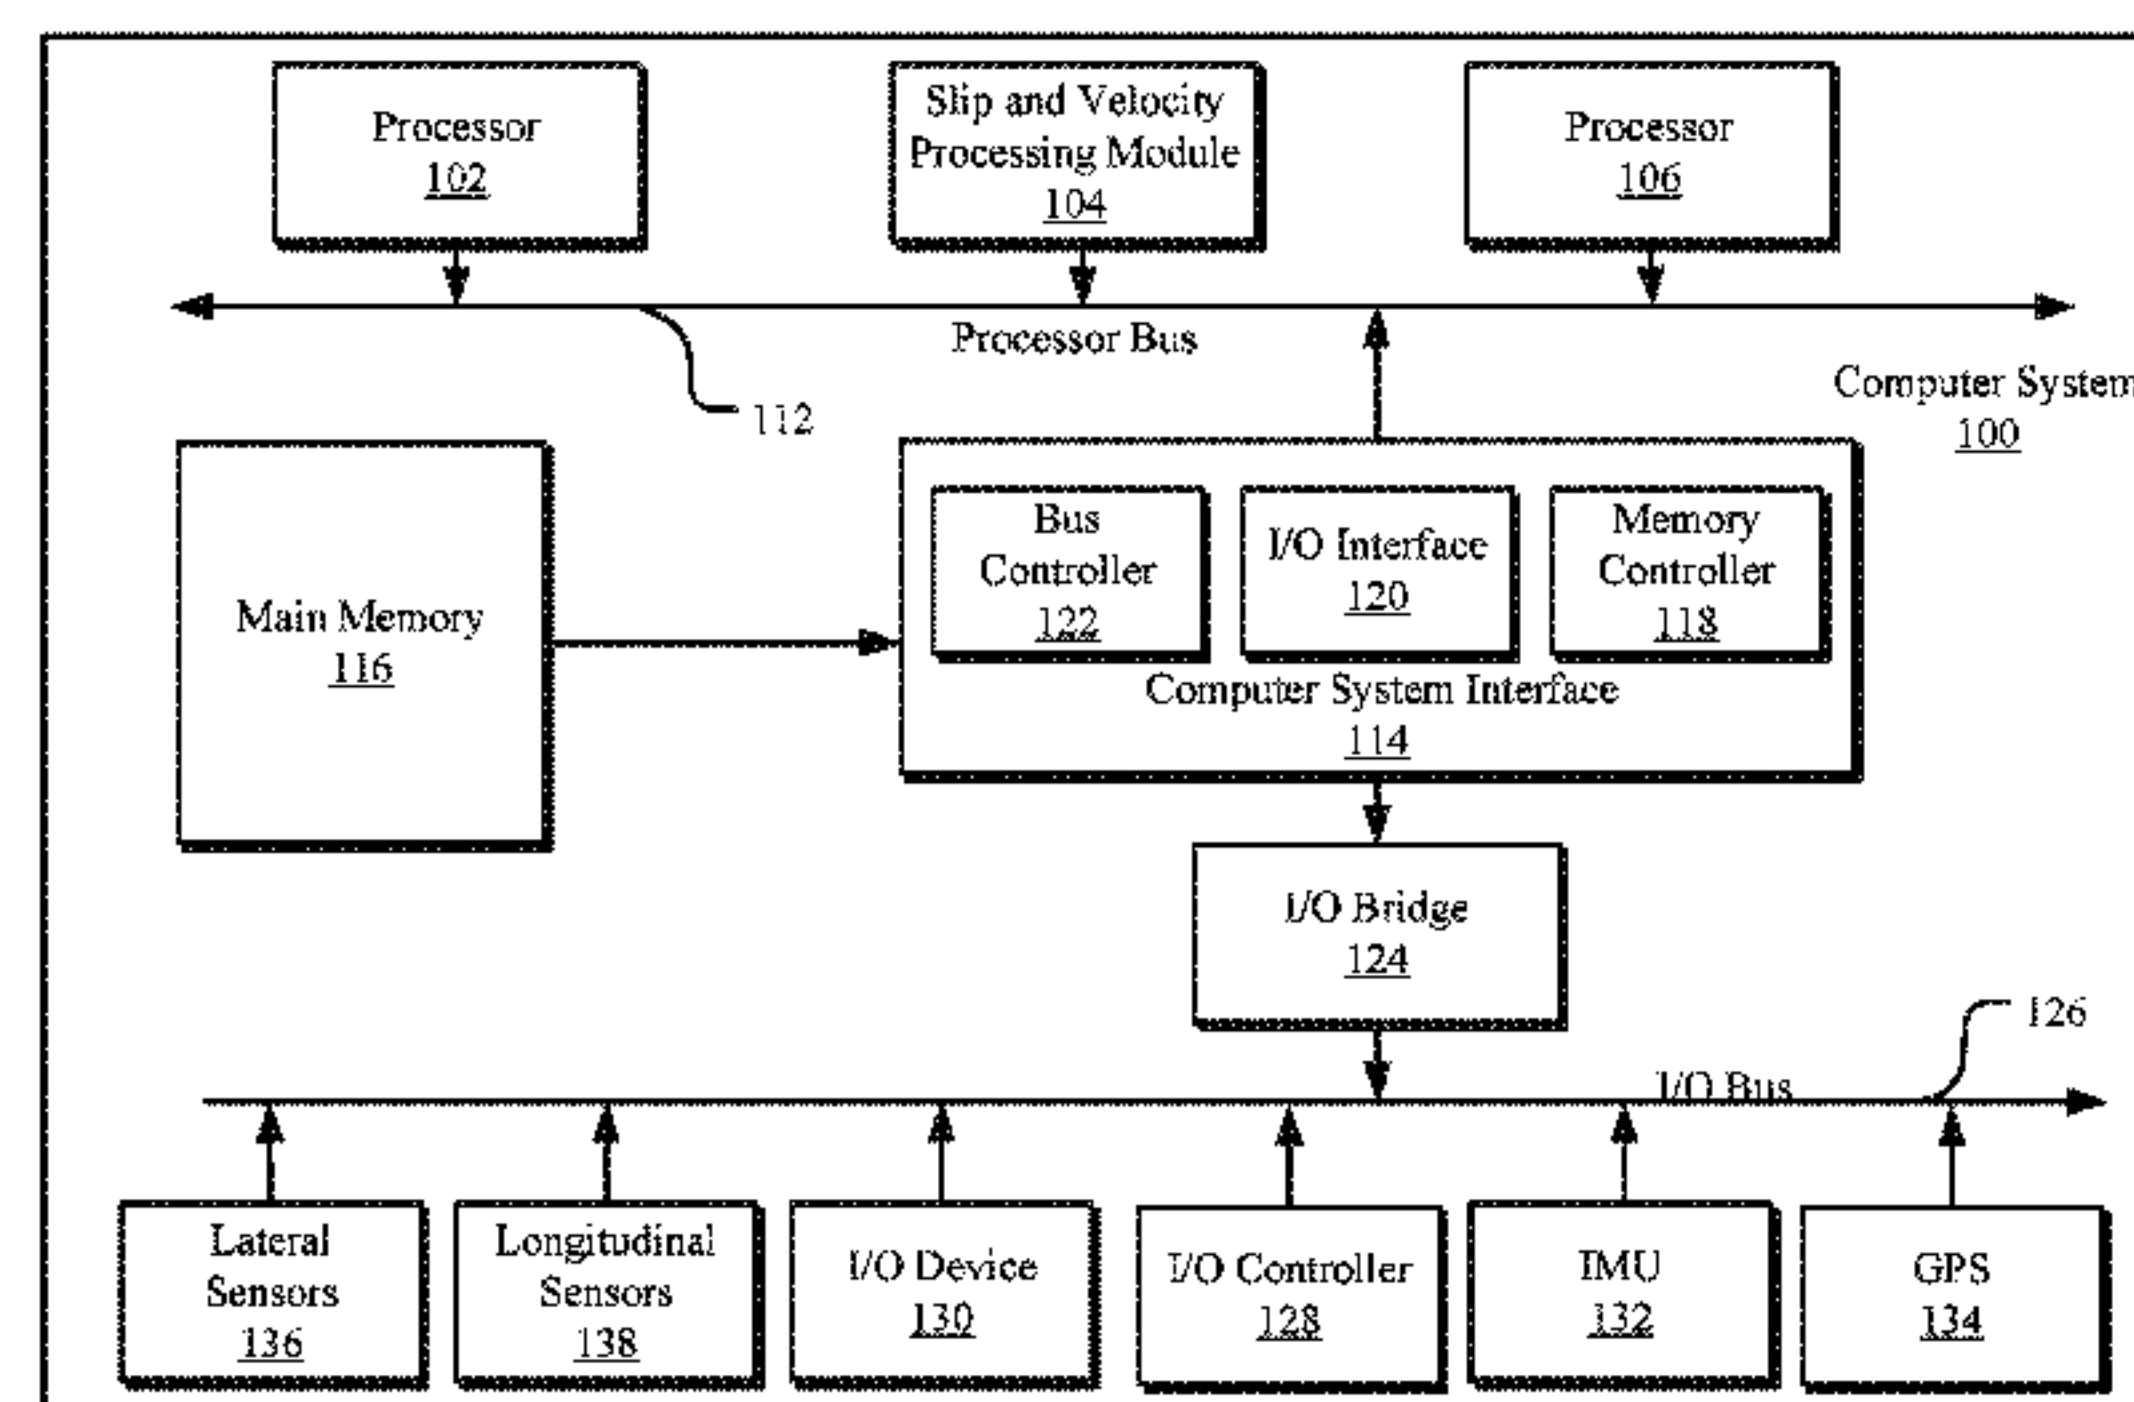 Processor
102
Slip and Velocity
Processing Module
104
Processor
106
Processor Bus
112
Computer System
100
Main Memory
116
Bus
Controller
122
I/O Interface
120
Memory
Controller
118
Computer System Interface
114
I/O Bridge
124
126
I/O Bus
Lateral
Sensors
136
Longitudinal
Sensors
138
I/O Device
130
I/O Controller
128
IMU
132
GPS
134